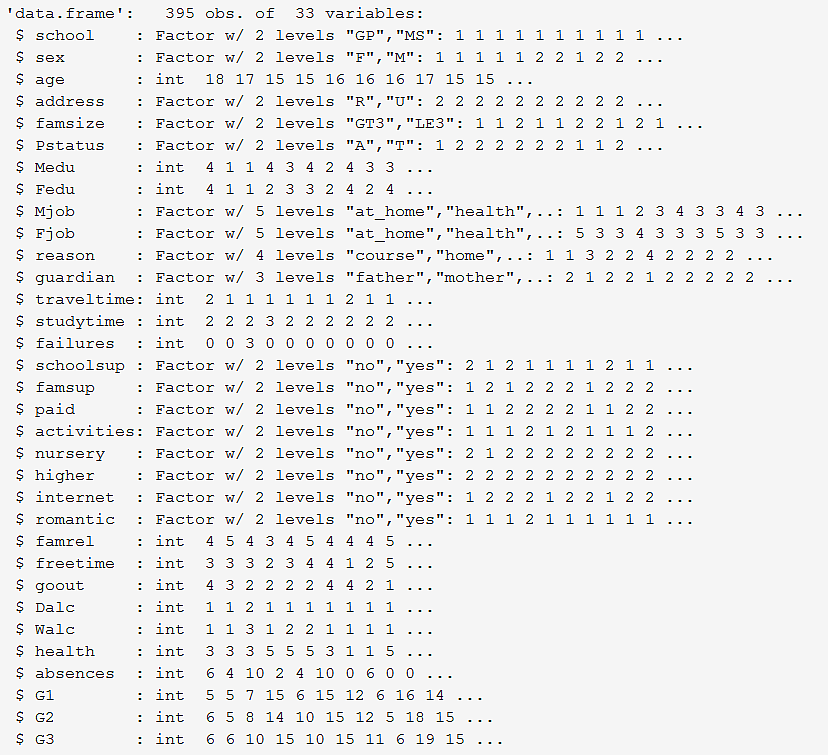 'data.frame':   395 obs. of  33 variables:
 $ school    : Factor w/ 2 levels "GP","MS": 1 1 1 1 1 1 1 1 1 1 ...
 $ sex       : Factor w/ 2 levels "F","M": 1 1 1 1 1 2 2 1 2 2 ...
 $ age       : int  18 17 15 15 16 16 16 17 15 15 ...
 $ address   : Factor w/ 2 levels "R","U": 2 2 2 2 2 2 2 2 2 2 ...
 $ famsize   : Factor w/ 2 levels "GT3","LE3": 1 1 2 1 1 2 2 1 2 1 ...
 $ Pstatus   : Factor w/ 2 levels "A","T": 1 2 2 2 2 2 2 1 1 2 ...
 $ Medu      : int  4 1 1 4 3 4 2 4 3 3 ...
 $ Fedu      : int  4 1 1 2 3 3 2 4 2 4 ...
 $ Mjob      : Factor w/ 5 levels "at_home","health",..: 1 1 1 2 3 4 3 3 4 3 ...
 $ Fjob      : Factor w/ 5 levels "at_home","health",..: 5 3 3 4 3 3 3 5 3 3 ...
 $ reason    : Factor w/ 4 levels "course","home",..: 1 1 3 2 2 4 2 2 2 2 ...
 $ guardian  : Factor w/ 3 levels "father","mother",..: 2 1 2 2 1 2 2 2 2 2 ...
 $ traveltime: int  2 1 1 1 1 1 1 2 1 1 ...
 $ studytime : int  2 2 2 3 2 2 2 2 2 2 ...
 $ failures  : int  0 0 3 0 0 0 0 0 0 0 ...
 $ schoolsup : Factor w/ 2 levels "no","yes": 2 1 2 1 1 1 1 2 1 1 ...
 $ famsup    : Factor w/ 2 levels "no","yes": 1 2 1 2 2 2 1 2 2 2 ...
 $ paid      : Factor w/ 2 levels "no","yes": 1 1 2 2 2 2 1 1 2 2 ...
 $ activities: Factor w/ 2 levels "no","yes": 1 1 1 2 1 2 1 1 1 2 ...
 $ nursery   : Factor w/ 2 levels "no","yes": 2 1 2 2 2 2 2 2 2 2 ...
 $ higher    : Factor w/ 2 levels "no","yes": 2 2 2 2 2 2 2 2 2 2 ...
 $ internet  : Factor w/ 2 levels "no","yes": 1 2 2 2 1 2 2 1 2 2 ...
 $ romantic  : Factor w/ 2 levels "no","yes": 1 1 1 2 1 1 1 1 1 1 ...
 $ famrel    : int  4 5 4 3 4 5 4 4 4 5 ...
 $ freetime  : int  3 3 3 2 3 4 4 1 2 5 ...
 $ goout     : int  4 3 2 2 2 2 4 4 2 1 ...
 $ Dalc      : int  1 1 2 1 1 1 1 1 1 1 ...
 $ Walc      : int  1 1 3 1 2 2 1 1 1 1 ...
 $ health    : int  3 3 3 5 5 5 3 1 1 5 ...
 $ absences  : int  6 4 10 2 4 10 0 6 0 0 ...
 $ G1        : int  5 5 7 15 6 15 12 6 16 14 ...
 $ G2        : int  6 5 8 14 10 15 12 5 18 15 ...
 $ G3        : int  6 6 10 15 10 15 11 6 19 15 ...